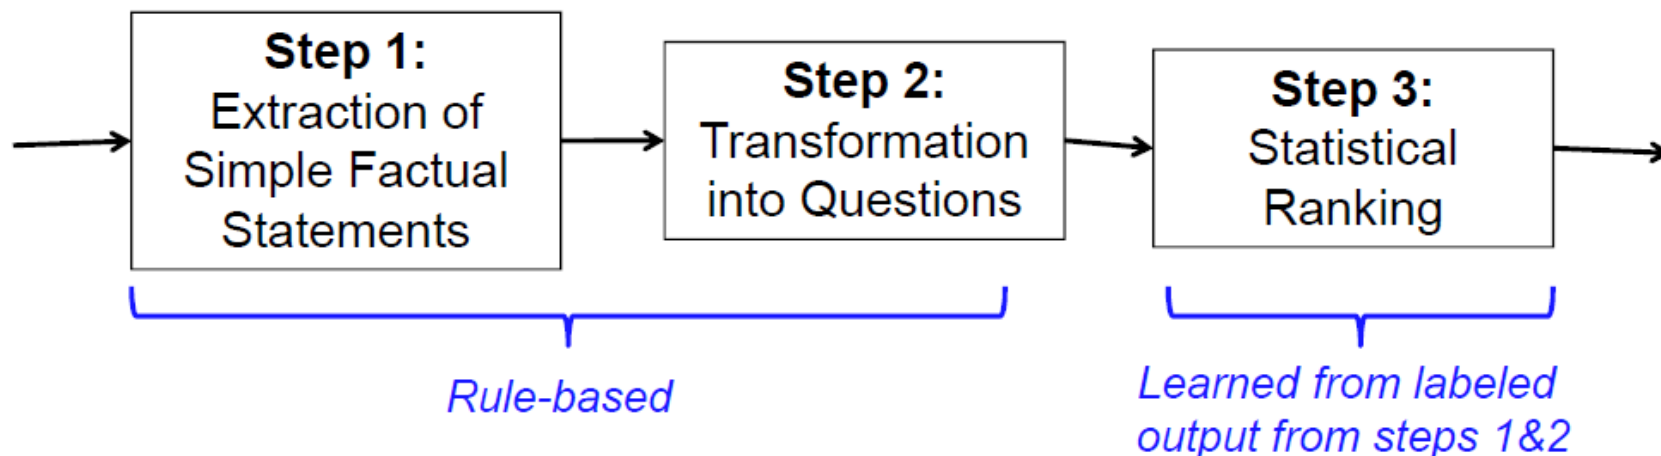 Step 1:
Extraction of
Simple Factual
Statements
Step 2:
Transformation
into Questions
Step 3:
Statistical
Ranking
Rule-based
Learned from labeled
output from steps 1&2